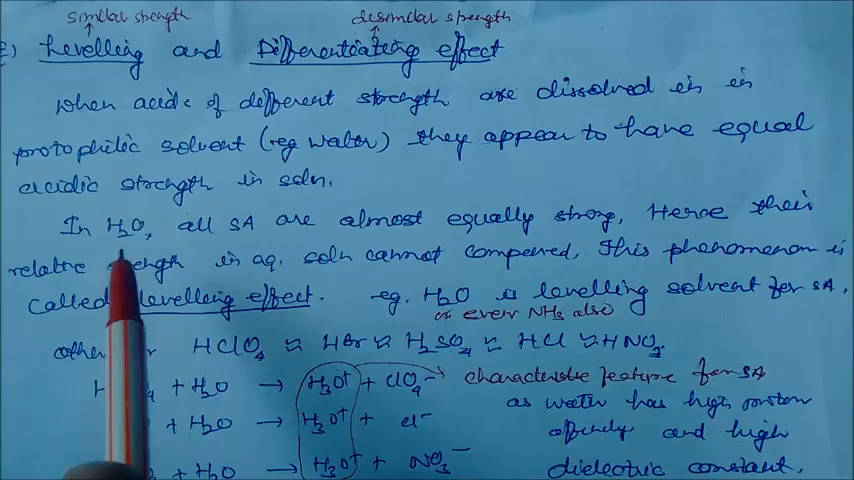 similar strength desimilar strength
Levelling and Differentiating effect
When acids of different strength are dissolved in in
protophilic solvent (eg water) they appear to have equal
acidic strength in soln.
In H₂O, all SA are almost equally strong, Hence their
relative in aq. soln cannot compered, This phenomenon is
called levelling effect. eg. H₂O is levelling solvent for SA,
or even NH₃ also
HClO₄ ≈ HBr ≈ H₂SO₄ ≈ HCl ≈ HNO₃.
+ H₂O → H₃O⁺ + ClO₄⁻ → characteristic feature for SA
as water has high proton
+ H₂O → H₃O⁺ + Cl⁻ affinity and high
+ H₂O → H₃O⁺ + NO₃⁻ dielectric constant.